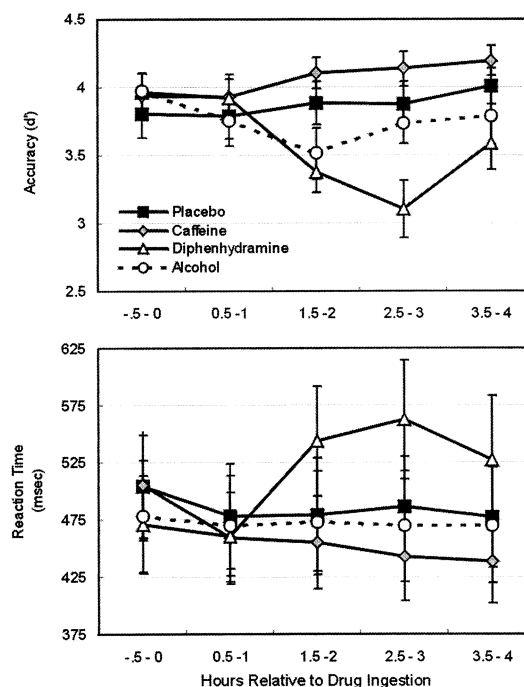 4.5
4
3.5
3
2.5
Accuracy (d')
Placebo
Caffeine
Diphenhydramine
Alcohol
-.5 - 0 0.5 -1 1.5 -2 2.5 - 3 3.5 - 4
625
575
525
475
425
375
Reaction Time
(msec)
-.5 - 0 0.5 -1 1.5 -2 2.5 - 3 3.5 - 4
Hours Relative to Drug Ingestion